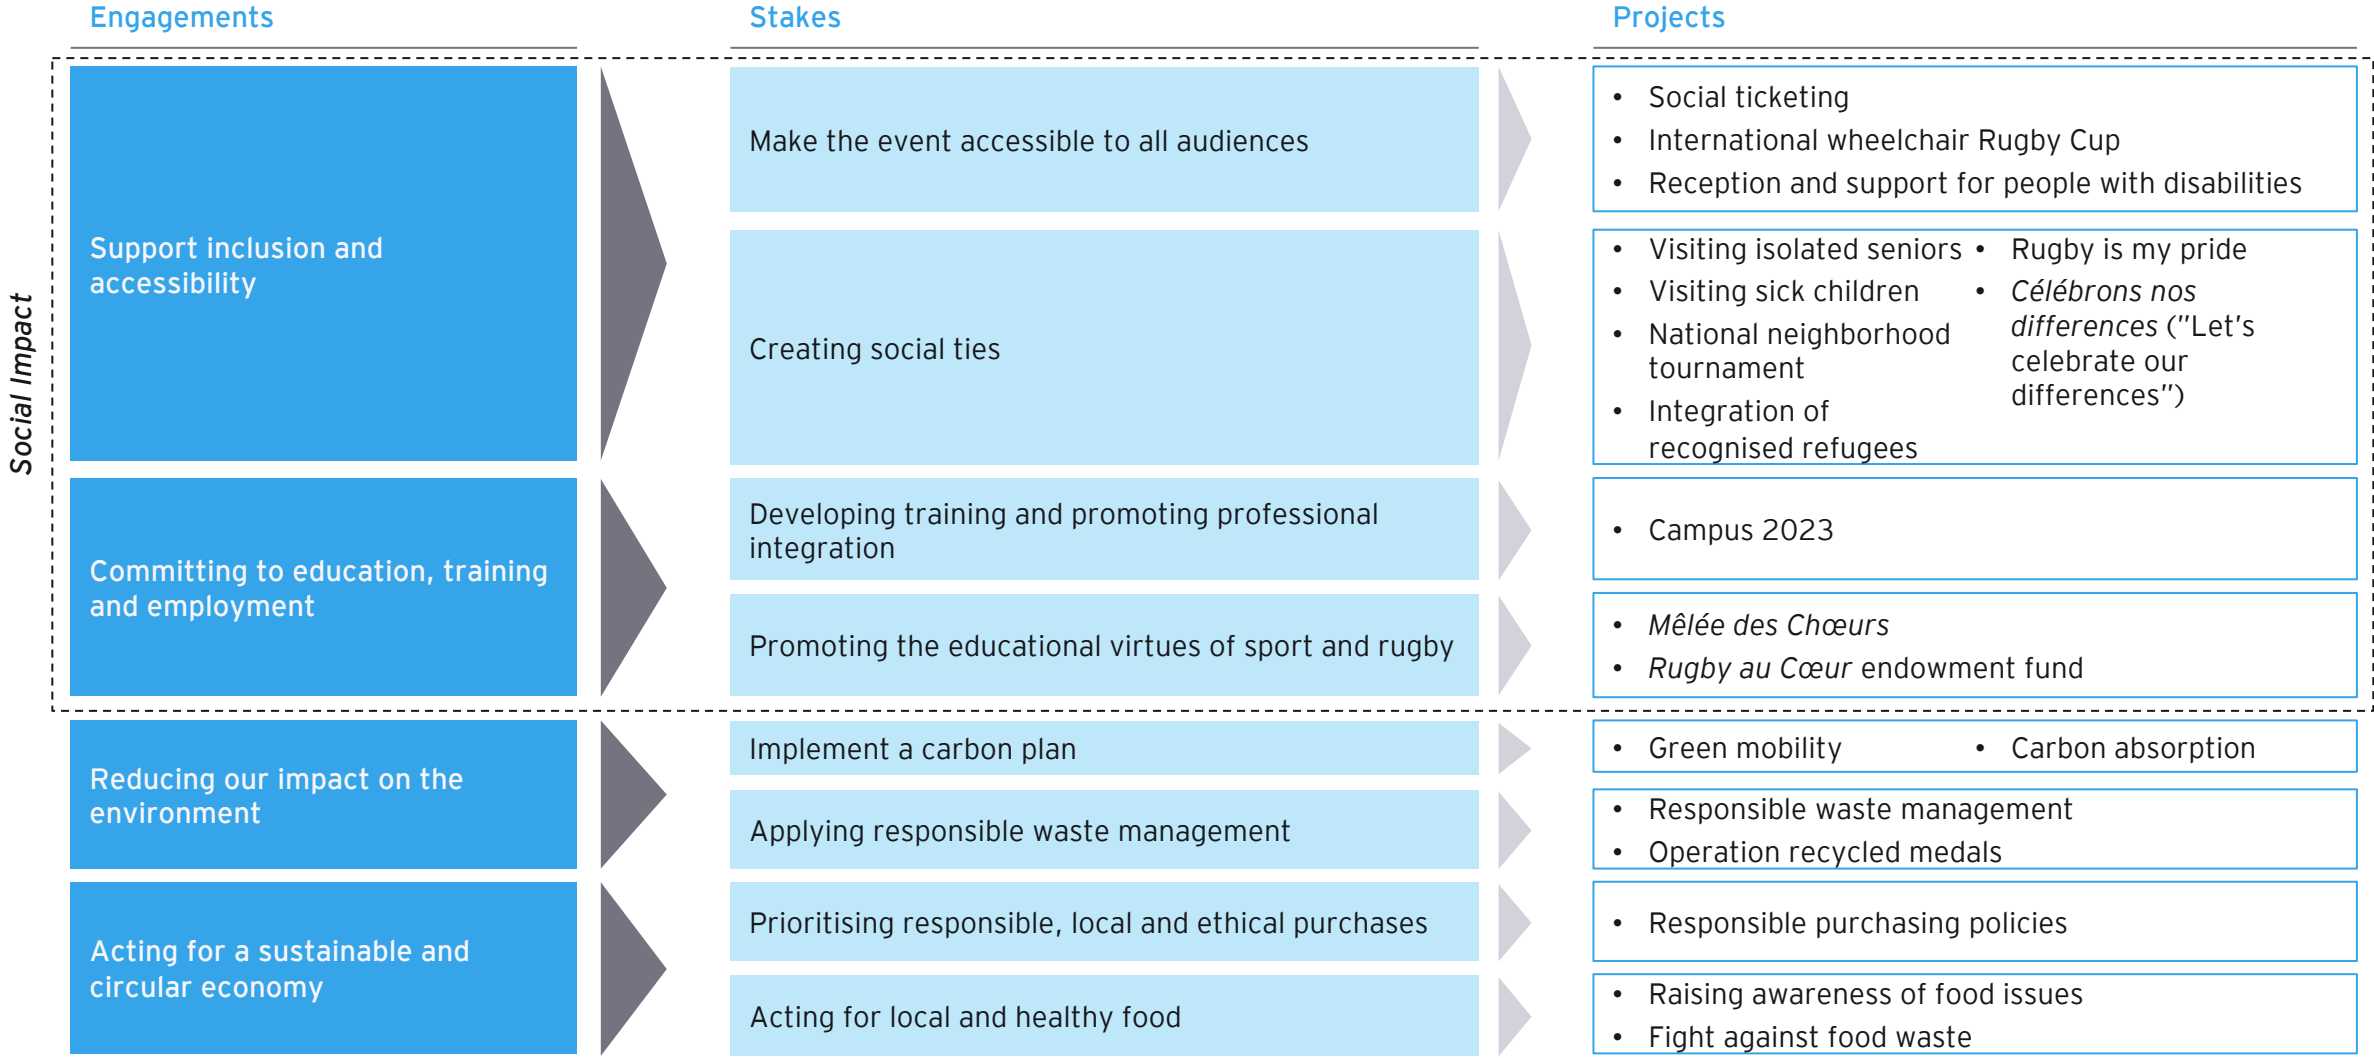 Engagements
Stakes
Projects
Social Impact
Support inclusion and
accessibility
Make the event accessible to all audiences
• Social ticketing
• International wheelchair Rugby Cup
• Reception and support for people with disabilities
Creating social ties
• Visiting isolated seniors
• Visiting sick children
• National neighborhood
tournament
• Integration of
recognised refugees
• Rugby is my pride
• Célébrons nos
differences (”Let’s
celebrate our
differences”)
Committing to education, training
and employment
Developing training and promoting professional
integration
• Campus 2023
Promoting the educational virtues of sport and rugby
• Mêlée des Chœurs
• Rugby au Cœur endowment fund
Reducing our impact on the
environment
Implement a carbon plan
• Green mobility
• Carbon absorption
Applying responsible waste management
• Responsible waste management
• Operation recycled medals
Acting for a sustainable and
circular economy
Prioritising responsible, local and ethical purchases
• Responsible purchasing policies
Acting for local and healthy food
• Raising awareness of food issues
• Fight against food waste